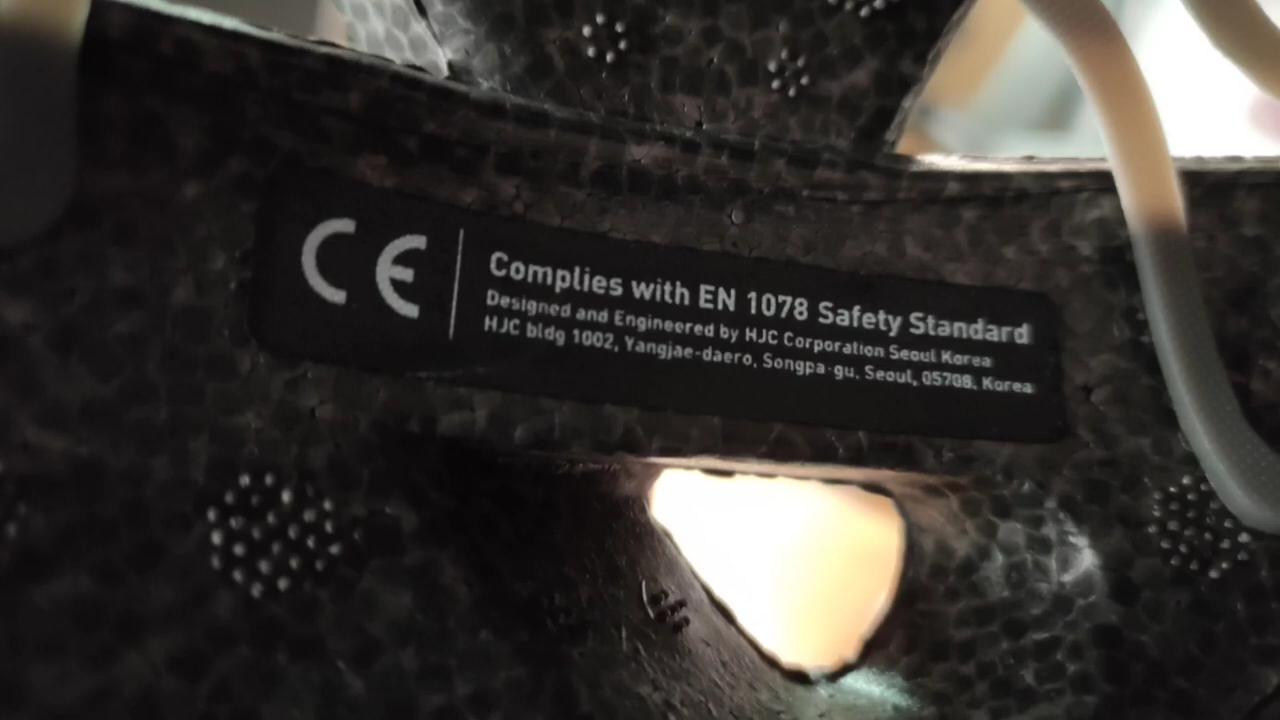 CE
Complies with EN 1078 Safety Standard
Designed and Engineered by HJC Corporation Seoul Korea
HJC bldg 1002, Yangjae-daero, Songpa-gu, Seoul, 05708, Korea